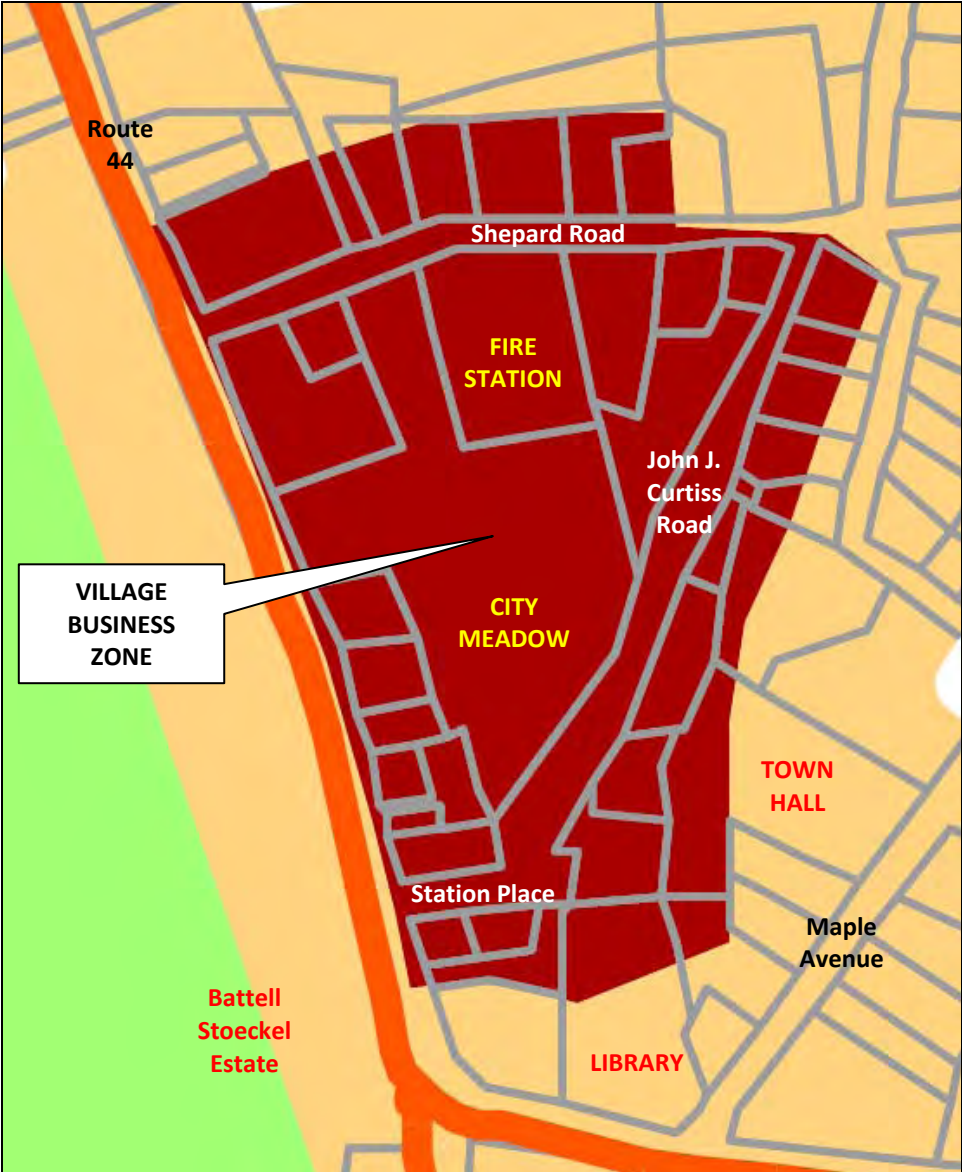 Route
44
Shepard Road
FIRE
STATION
John J.
Curtiss
Road
VILLAGE
BUSINESS
ZONE
CITY
MEADOW
TOWN
HALL
Station Place
Maple
Avenue
Battell
Stoeckel
Estate
LIBRARY